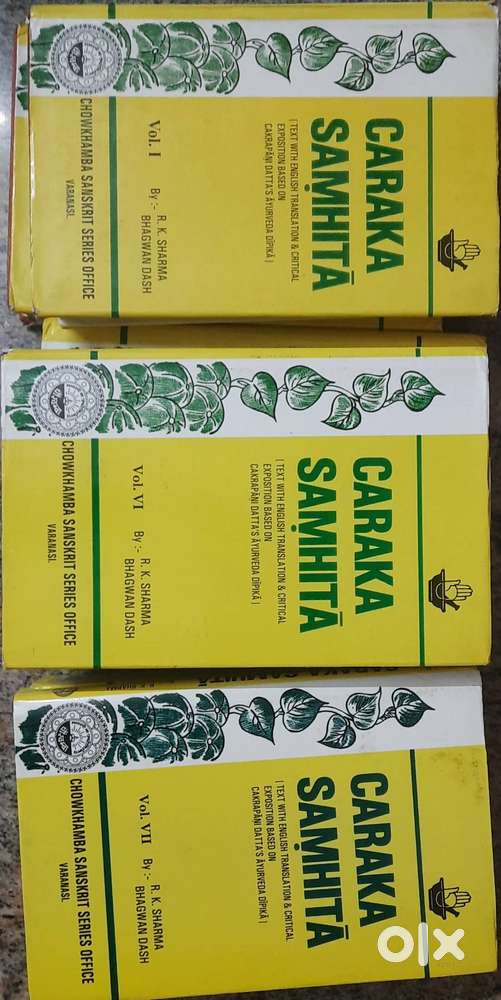 CARAKA
SAṂHITĀ
[ TEXT WITH ENGLISH TRANSLATION & CRITICAL
EXPOSITION BASED ON
CAKRAPĀṆI DATTA'S ĀYURVEDA DĪPIKĀ ]
Vol. I By :- R. K. SHARMA
BHAGWAN DASH
CHOWKHAMBA SANSKRIT SERIES OFFICE
VARANASI.
CARAKA
SAṂHITĀ
[ TEXT WITH ENGLISH TRANSLATION & CRITICAL
EXPOSITION BASED ON
CAKRAPĀṆI DATTA'S ĀYURVEDA DĪPIKĀ ]
Vol. VI By :- R. K. SHARMA
BHAGWAN DASH
CHOWKHAMBA SANSKRIT SERIES OFFICE
VARANASI.
CARAKA SAṂHITĀ
R. K. SHARMA
CARAKA
SAṂHITĀ
[ TEXT WITH ENGLISH TRANSLATION & CRITICAL
EXPOSITION BASED ON
CAKRAPĀṆI DATTA'S ĀYURVEDA DĪPIKĀ ]
Vol. VII By :- R. K. SHARMA
BHAGWAN DASH
CHOWKHAMBA SANSKRIT SERIES OFFICE
VARANASI.
olx